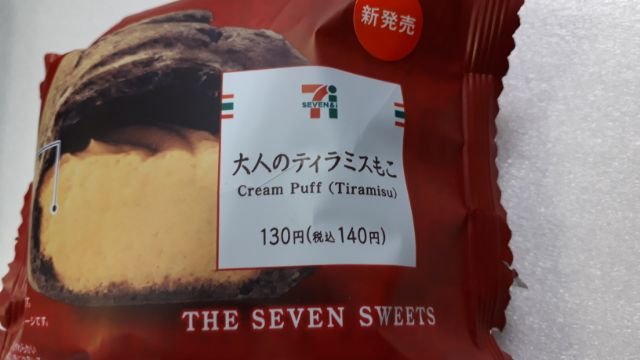 新発売
SEVEN&i
大人のティラミスもこ
Cream Puff (Tiramisu)
130円(税込140円)
THE SEVEN SWEETS